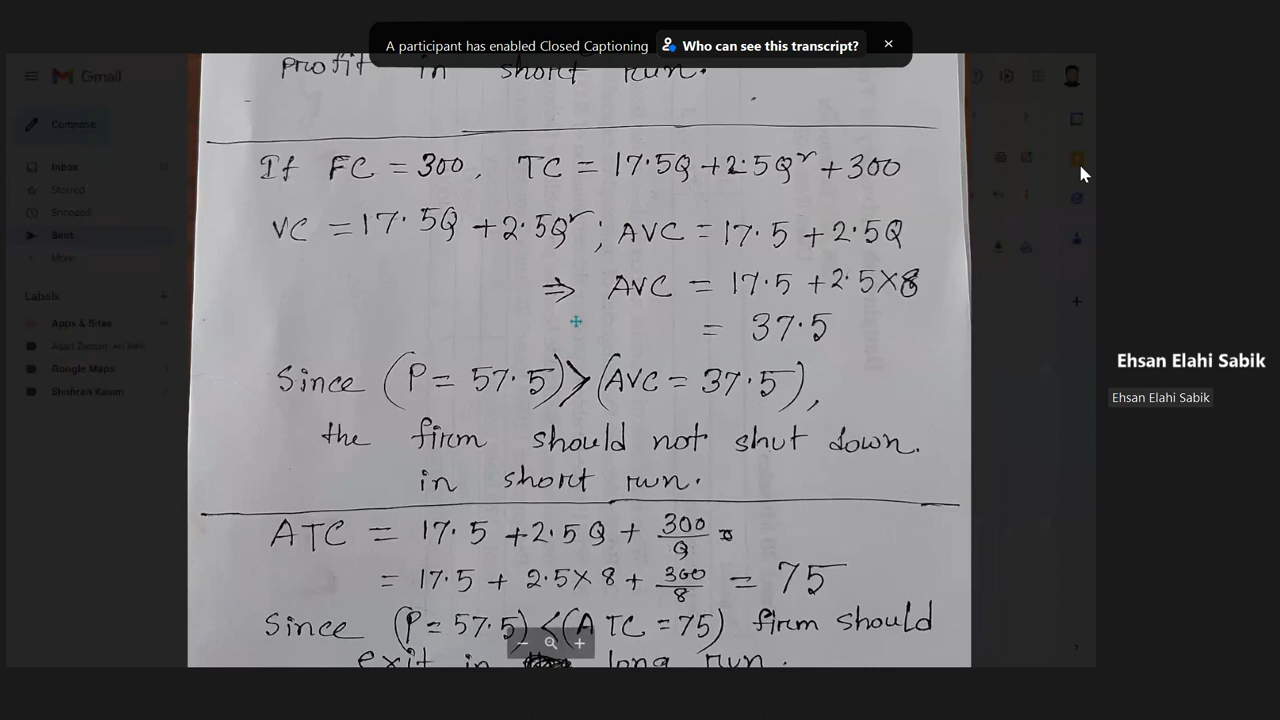 A participant has enabled Closed Captioning Who can see this transcript?
profit in short run.
Gmail
Compose
Inbox
Starred
Snoozed
Sent
More
Labels
Apps & Sites
Google Maps
If FC = 300, TC = 17.5Q + 2.5Q² + 300
VC = 17.5Q + 2.5Q² ; AVC = 17.5 + 2.5Q
⇒ AVC = 17.5 + 2.5×8
= 37.5
Since (P = 57.5) > (AVC = 37.5),
the firm should not shut down.
in short run.
ATC = 17.5 + 2.5Q + 300/Q =
= 17.5 + 2.5×8 + 300/8 = 75
Since (P = 57.5) < (ATC = 75) firm should
exit in long run.
Ehsan Elahi Sabik
Ehsan Elahi Sabik